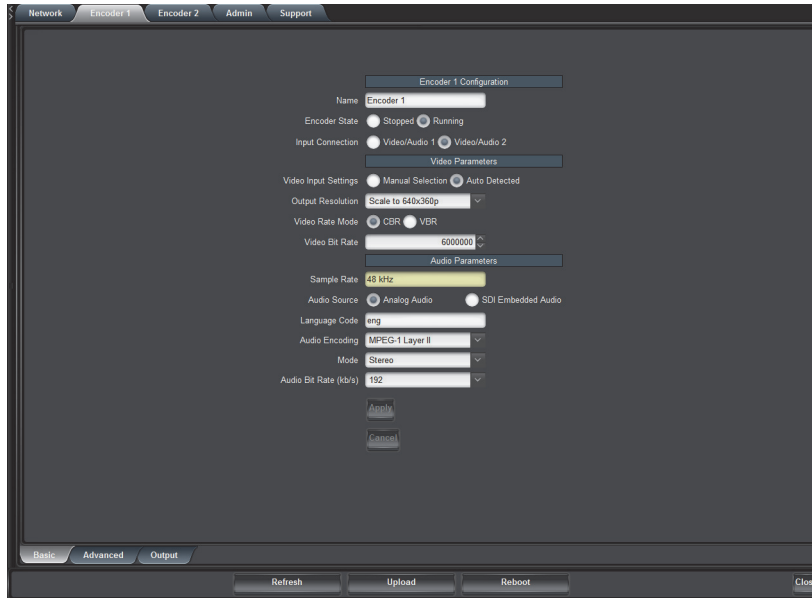 Network Encoder 1 Encoder 2 Admin Support
Encoder 1 Configuration
Name Encoder 1
Encoder State Stopped Running
Input Connection Video/Audio 1 Video/Audio 2
Video Parameters
Video Input Settings Manual Selection Auto Detected
Output Resolution Scale to 640x360p
Video Rate Mode CBR VBR
Video Bit Rate 6000000
Audio Parameters
Sample Rate 48 kHz
Audio Source Analog Audio SDI Embedded Audio
Language Code eng
Audio Encoding MPEG-1 Layer II
Mode Stereo
Audio Bit Rate (kb/s) 192
Apply
Cancel
Basic Advanced Output
Refresh Upload Reboot Clos